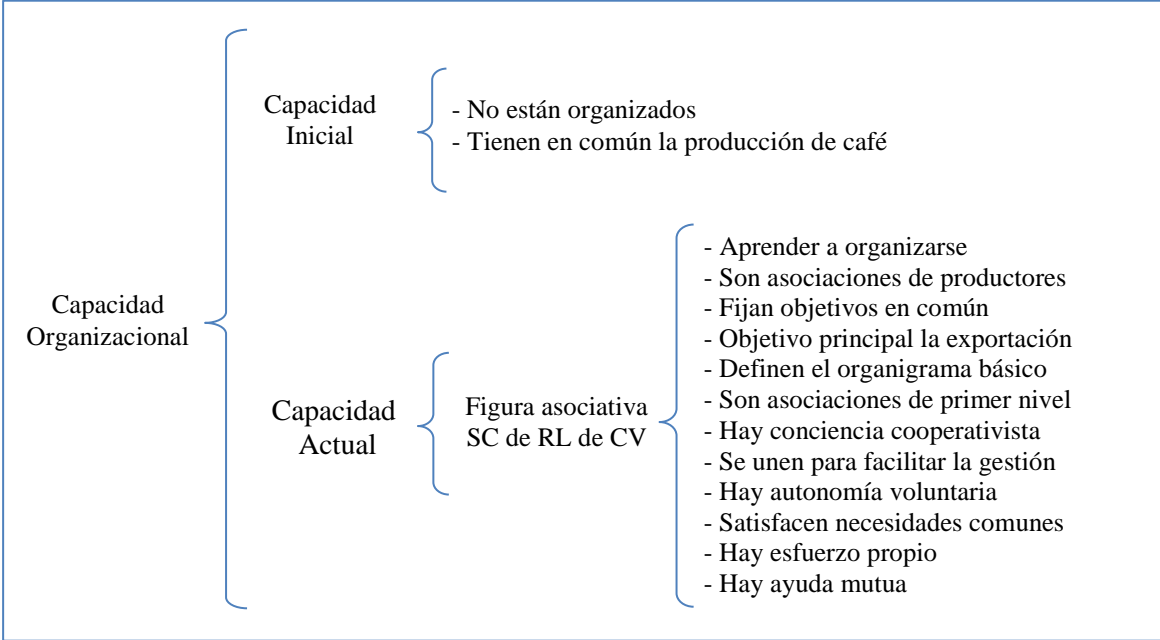 Capacidad
Organizacional
Capacidad
Inicial
- No están organizados
- Tienen en común la producción de café
Capacidad
Actual
Figura asociativa
SC de RL de CV
- Aprender a organizarse
- Son asociaciones de productores
- Fijan objetivos en común
- Objetivo principal la exportación
- Definen el organigrama básico
- Son asociaciones de primer nivel
- Hay conciencia cooperativista
- Se unen para facilitar la gestión
- Hay autonomía voluntaria
- Satisfacen necesidades comunes
- Hay esfuerzo propio
- Hay ayuda mutua